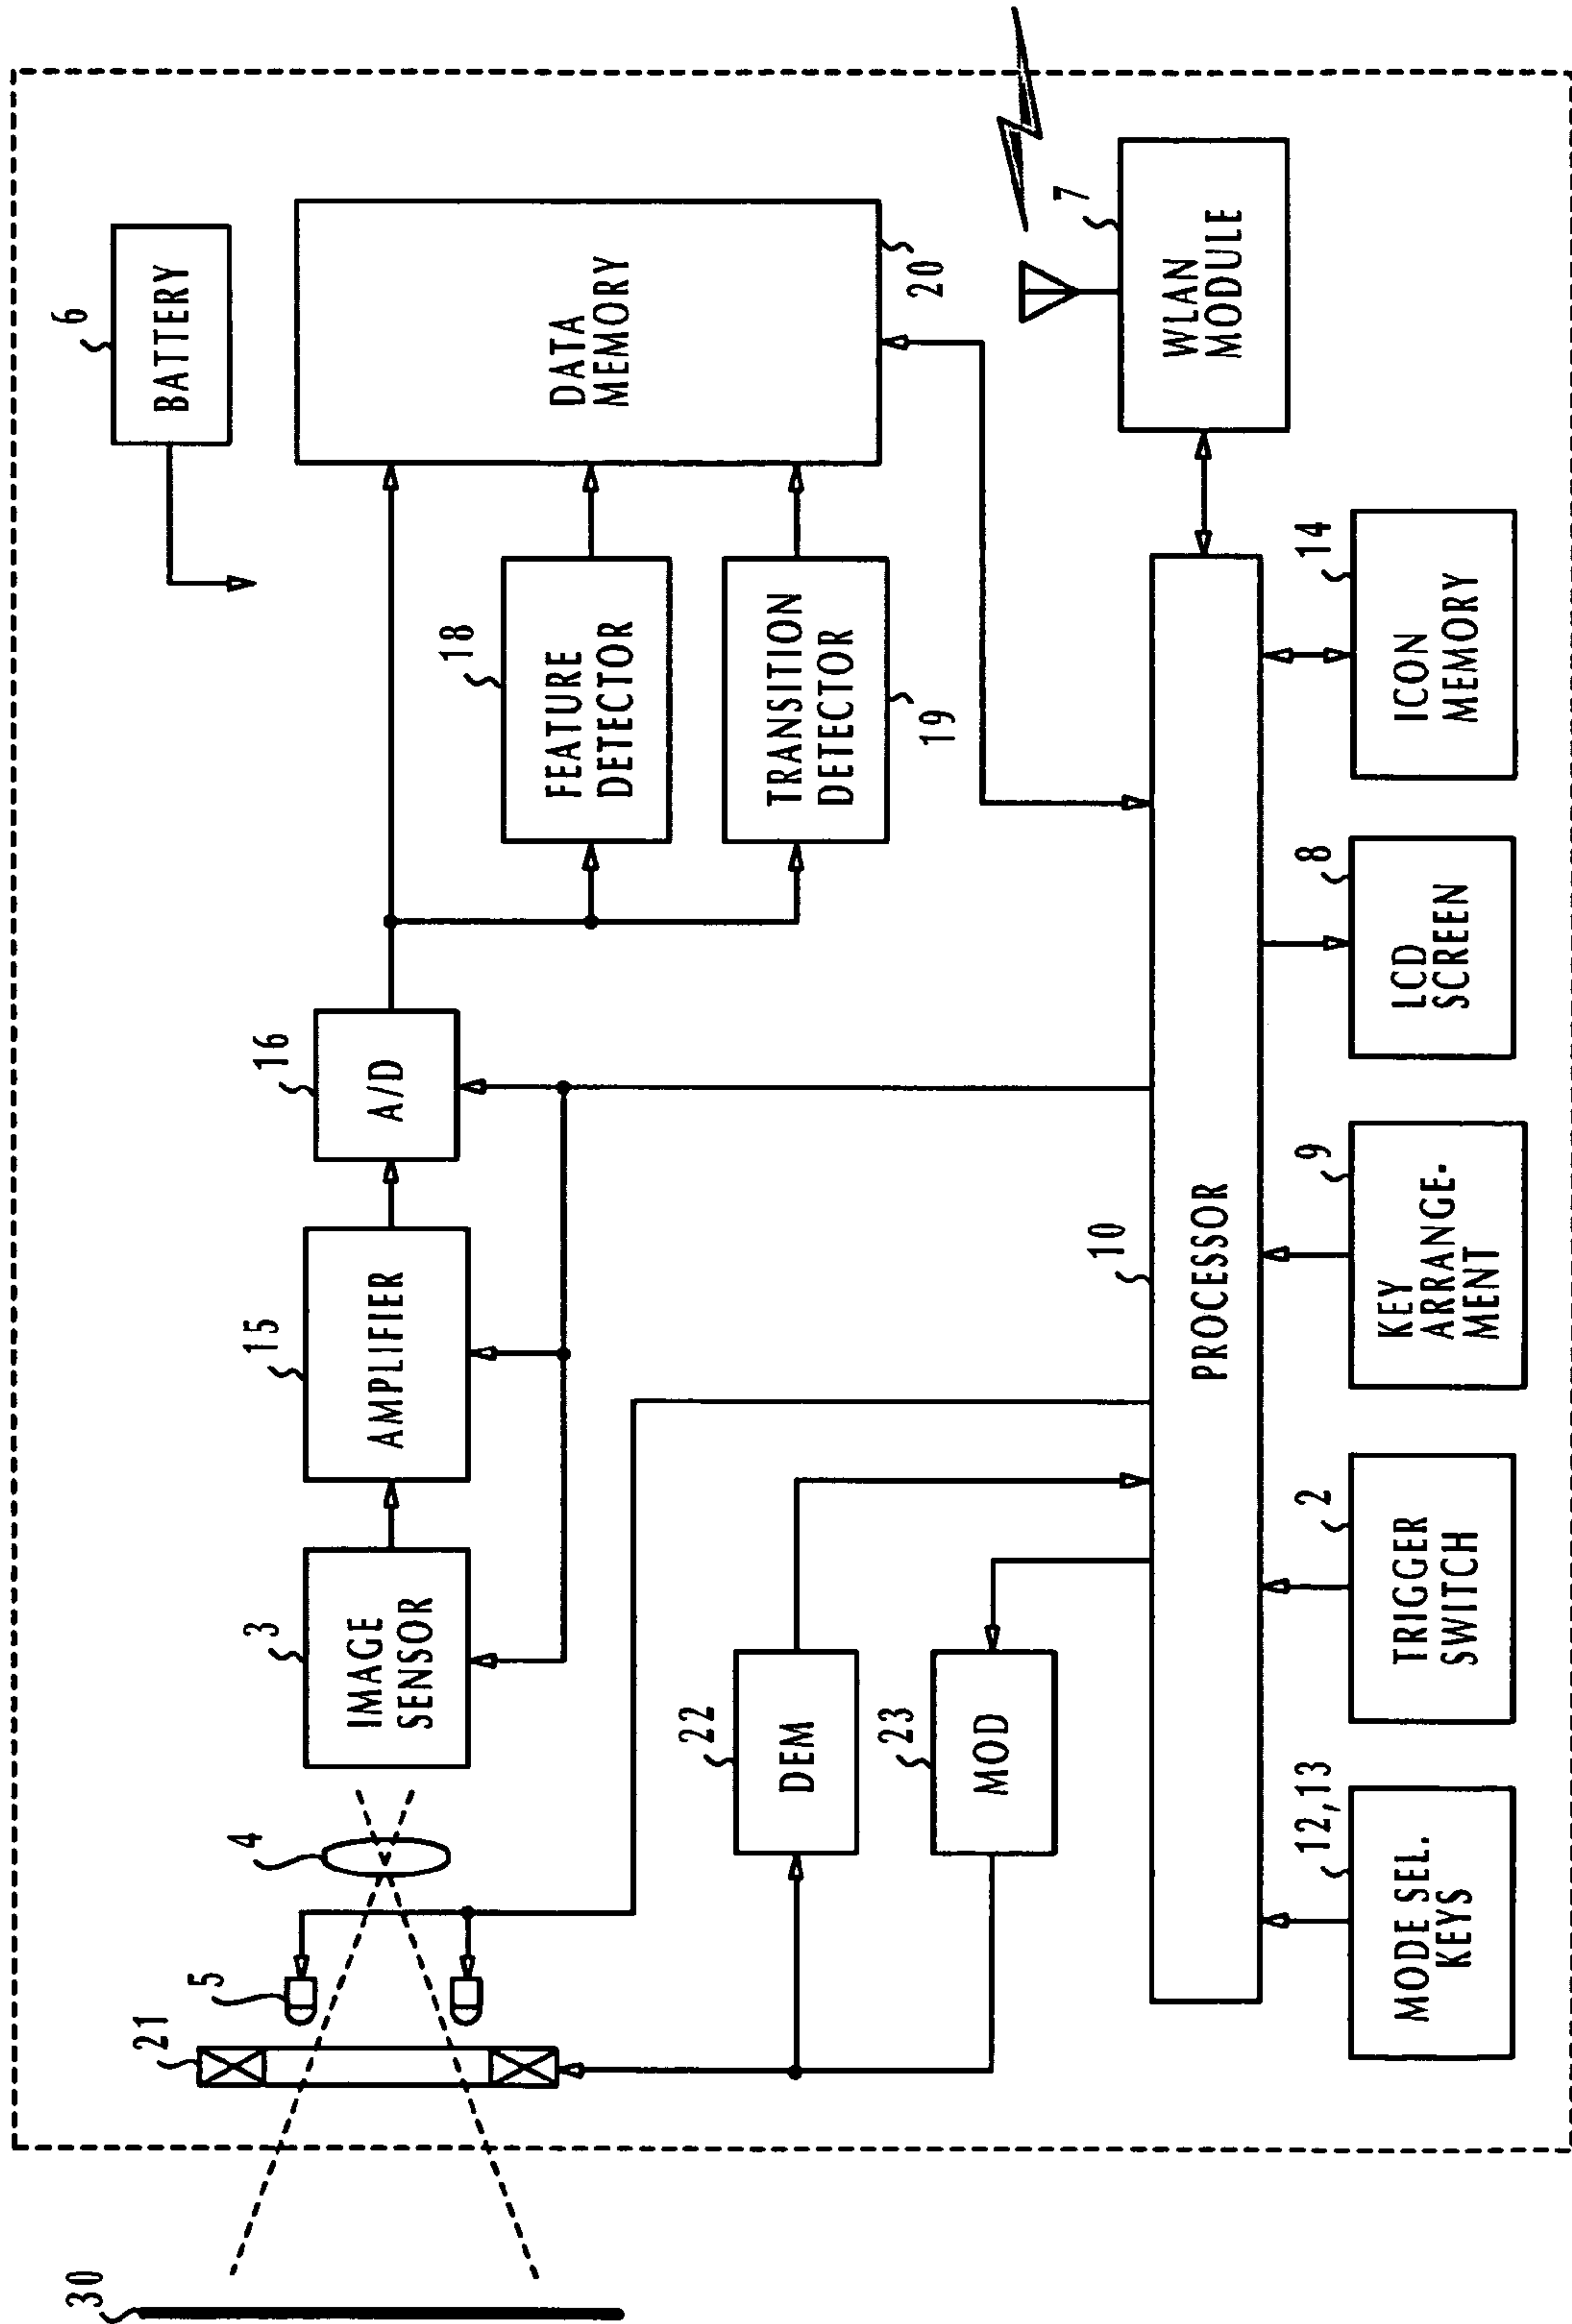 6
BATTERY
30
21
5
4
3
IMAGE
SENSOR
15
AMPLIFIER
16
A/D
18
FEATURE
DETECTOR
TRANSITION
DETECTOR
19
DATA
MEMORY
20
22
DEM
23
MOD
10
PROCESSOR
7
WLAN
MODULE
12,13
MODE SEL.
KEYS
2
TRIGGER
SWITCH
9
KEY
ARRANGE-
MENT
8
LCD
SCREEN
14
ICON
MEMORY